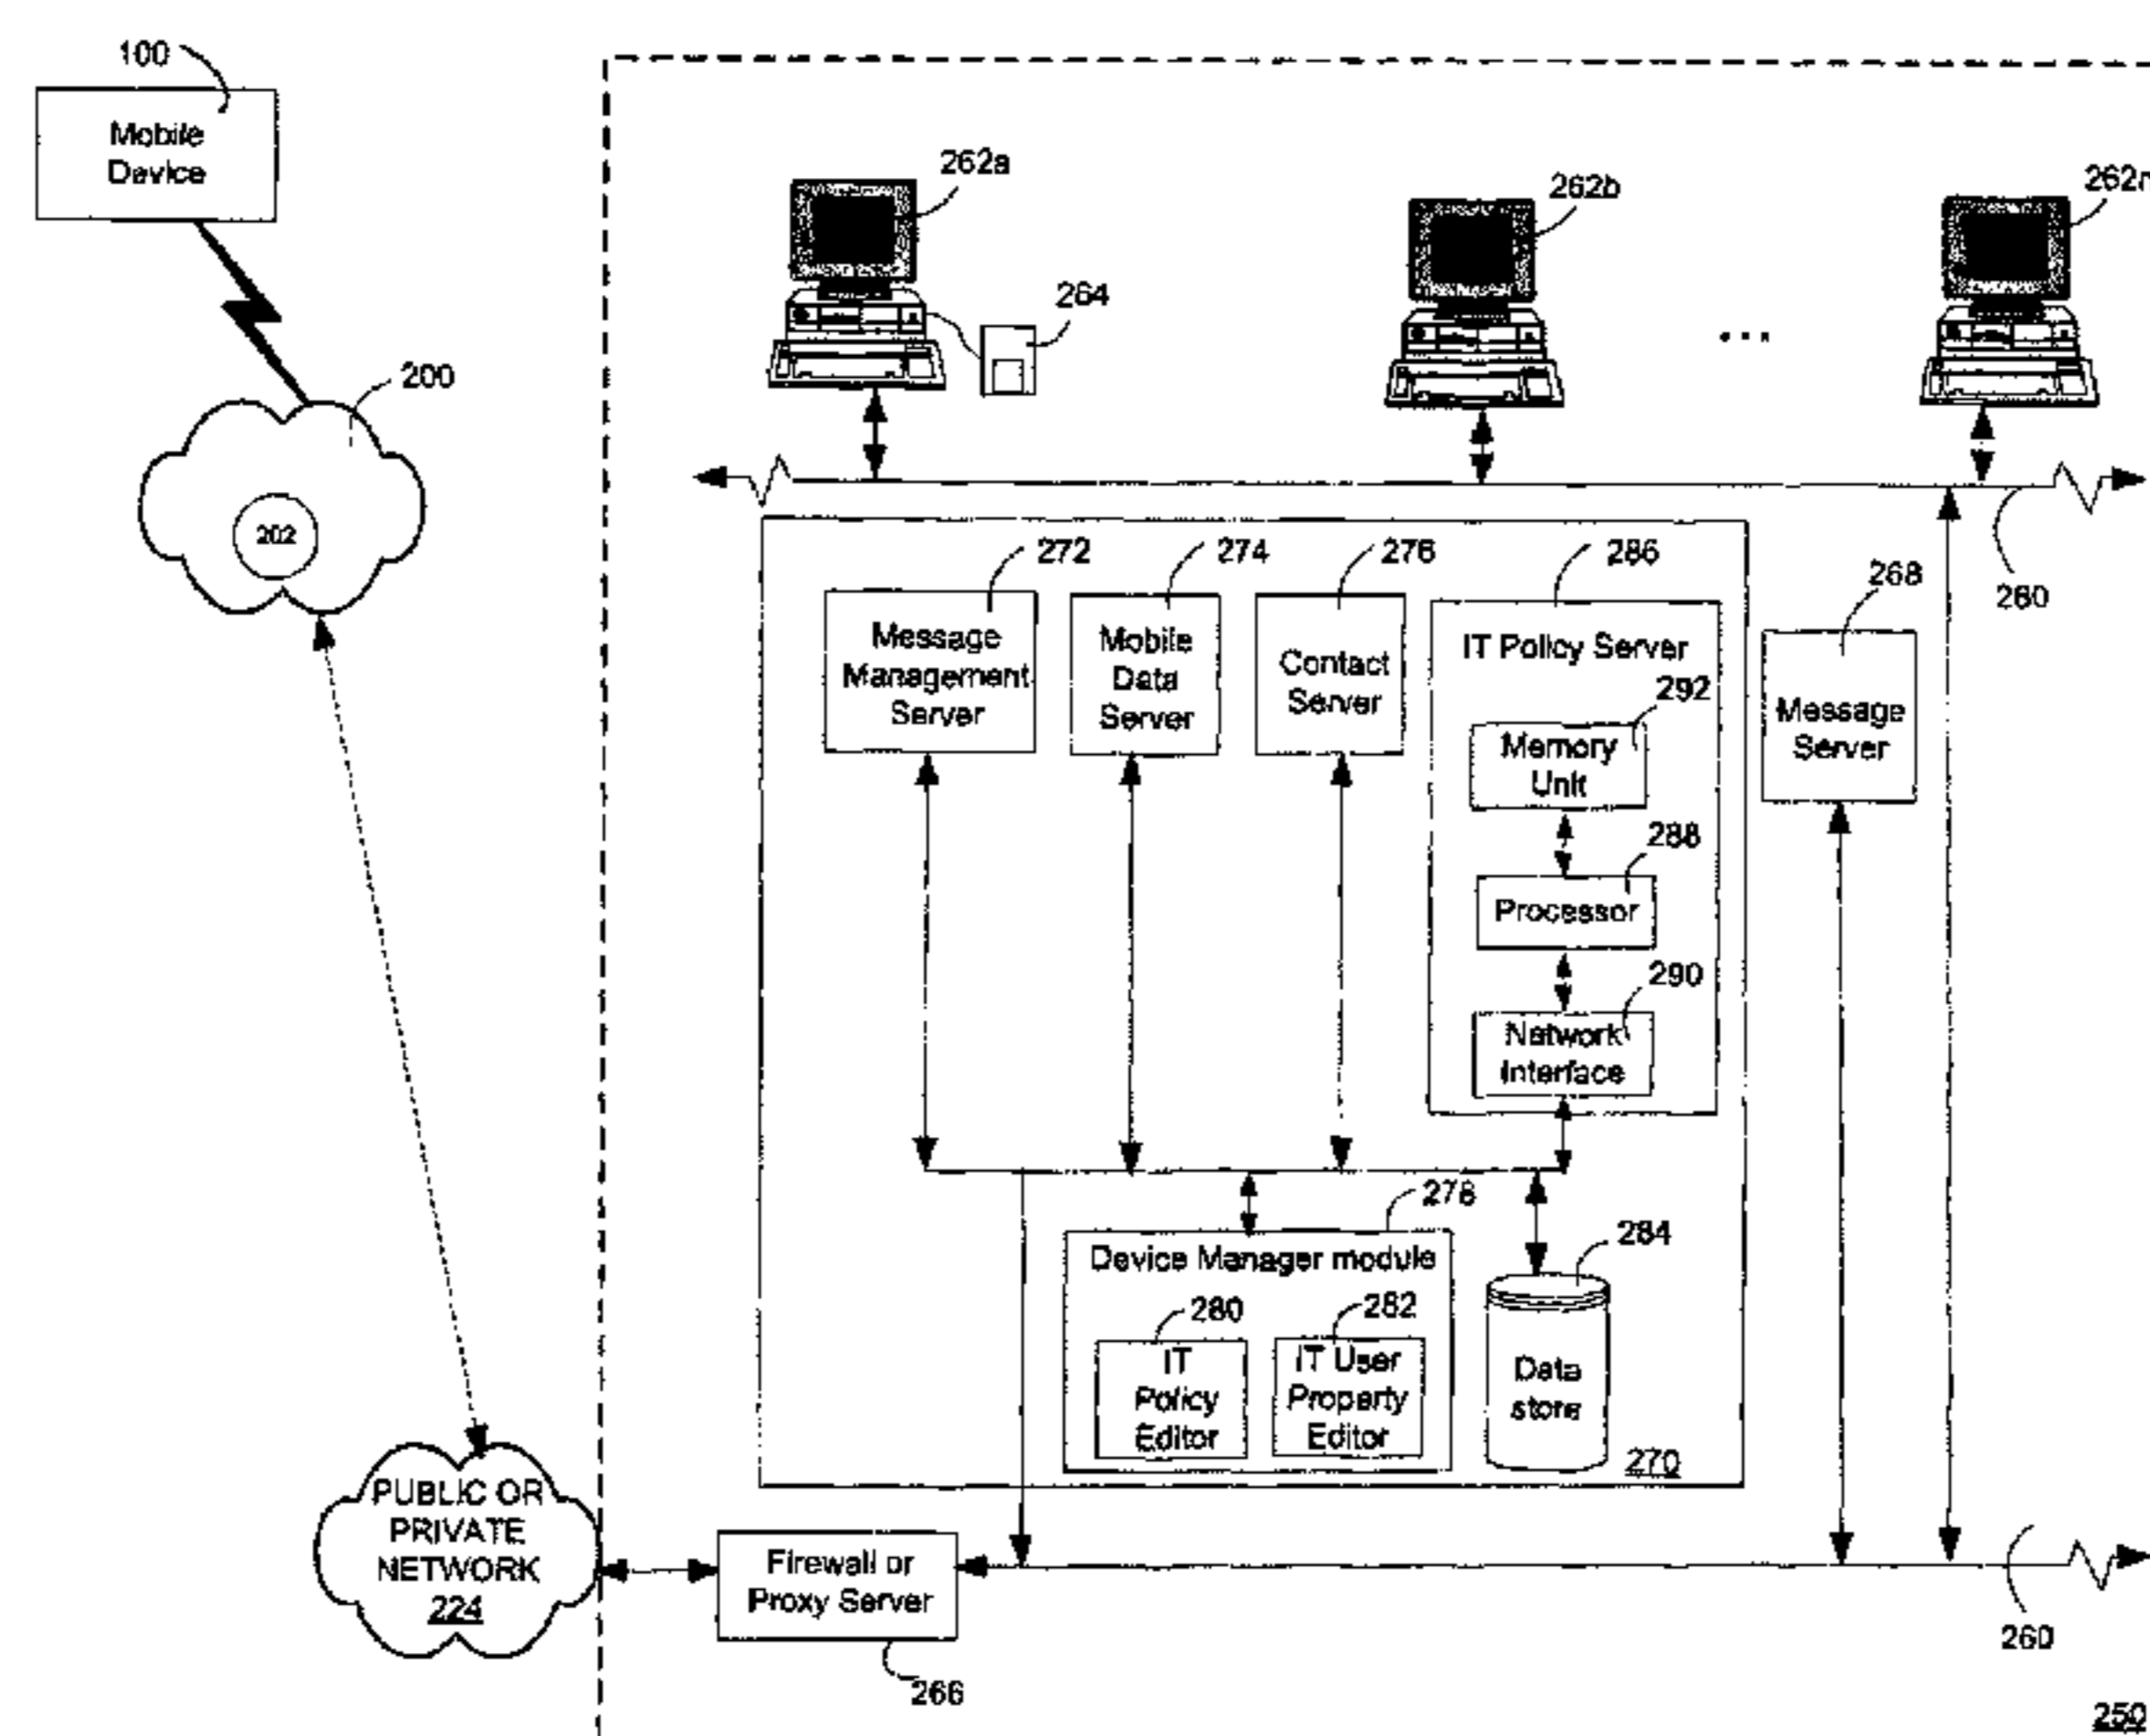 100
Mobile
Device
262a
262b
262n
264
200
202
260
272
274
276
286
268
Message
Management
Server
Mobile
Data
Server
Contact
Server
IT Policy Server
292
Memory
Unit
288
Processor
290
Network
Interface
Message
Server
278
Device Manager module
280
IT
Policy
Editor
282
IT User
Property
Editor
284
Data
store
270
PUBLIC OR
PRIVATE
NETWORK
224
Firewall or
Proxy Server
266
260
250